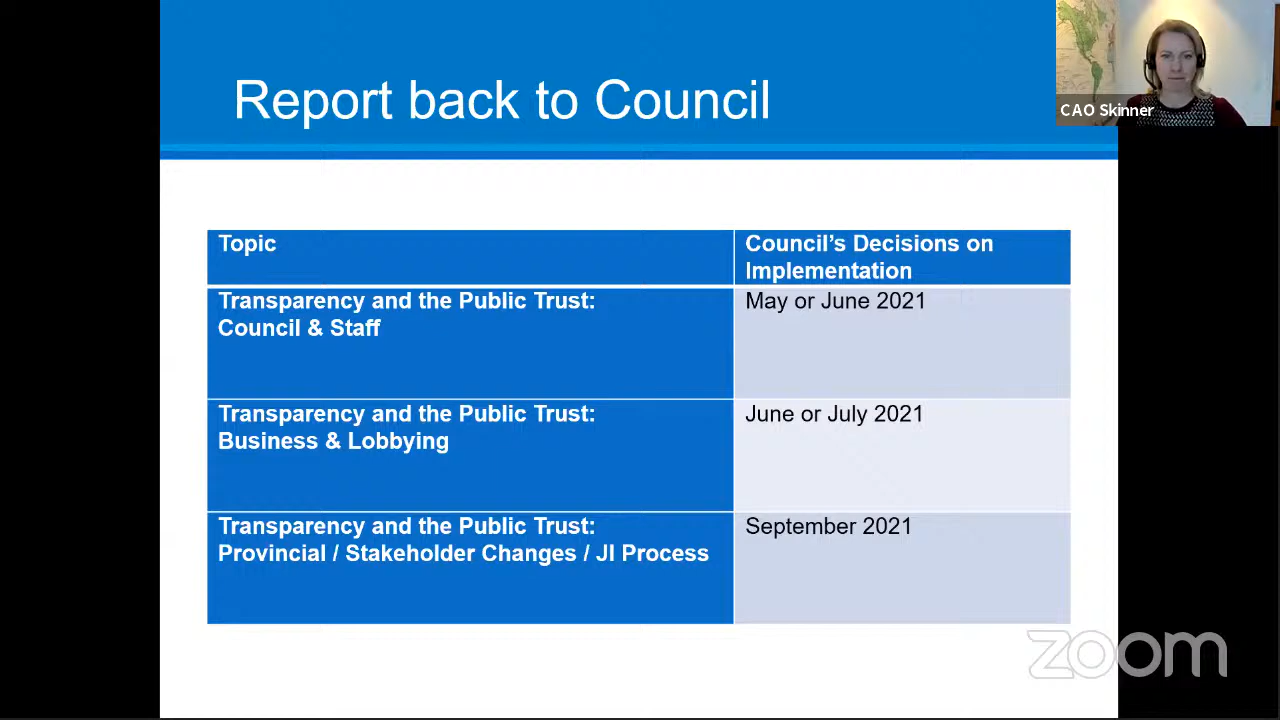 Report back to Council
CAO Skinner
Topic
Council's Decisions on
Implementation
Transparency and the Public Trust:
Council & Staff
May or June 2021
Transparency and the Public Trust:
Business & Lobbying
June or July 2021
Transparency and the Public Trust:
Provincial / Stakeholder Changes / JI Process
September 2021
zoom